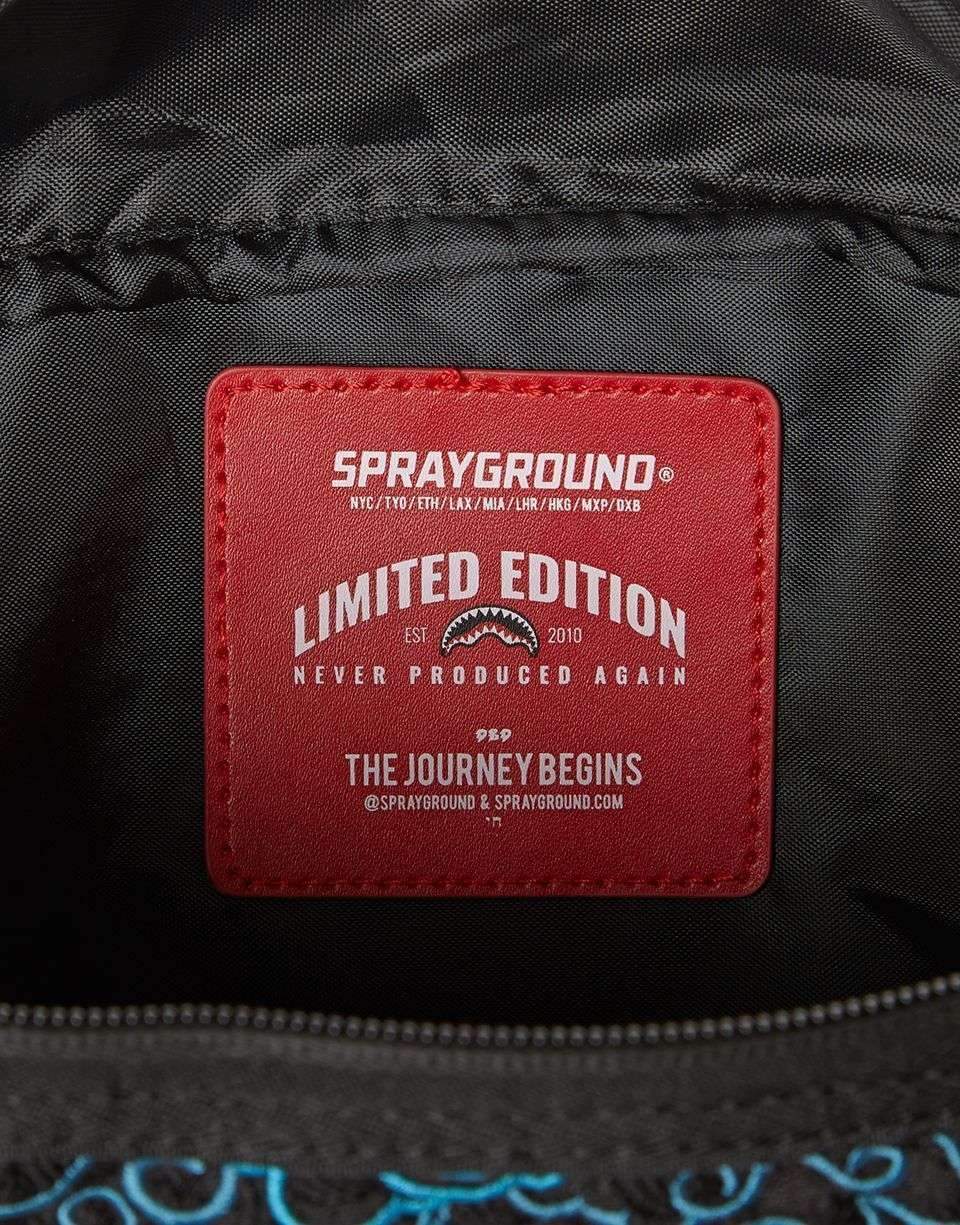 SPRAYGROUND®
NYC/TYO/ETH/LAX/MIA/LHR/HKG/MXP/DXB
LIMITED EDITION
EST 2010
NEVER PRODUCED AGAIN
THE JOURNEY BEGINS
@SPRAYGROUND & SPRAYGROUND.COM